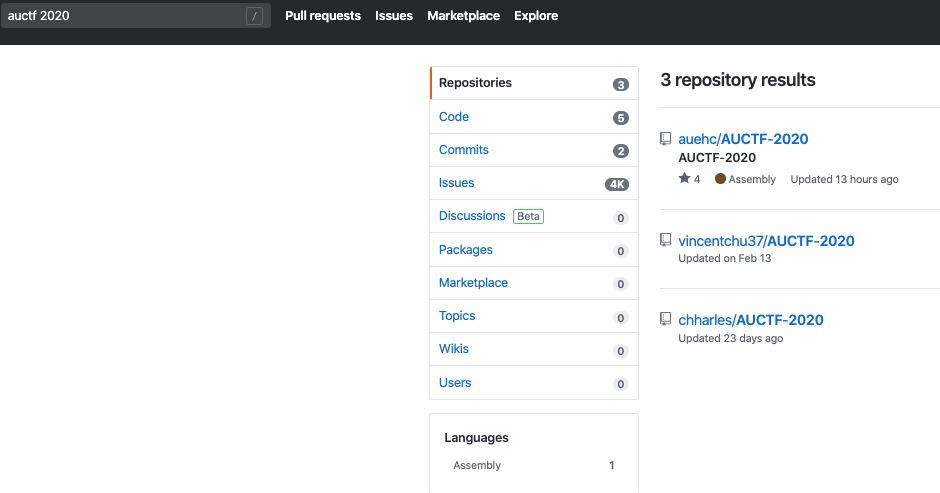 auctf 2020 / Pull requests Issues Marketplace Explore
Repositories 3
Code 5
Commits 2
Issues 4K
Discussions Beta 0
Packages 0
Marketplace 0
Topics 0
Wikis 0
Users 0
Languages
Assembly 1
3 repository results
auehc/AUCTF-2020
AUCTF-2020
4 Assembly Updated 13 hours ago
vincentchu37/AUCTF-2020
Updated on Feb 13
chharles/AUCTF-2020
Updated 23 days ago